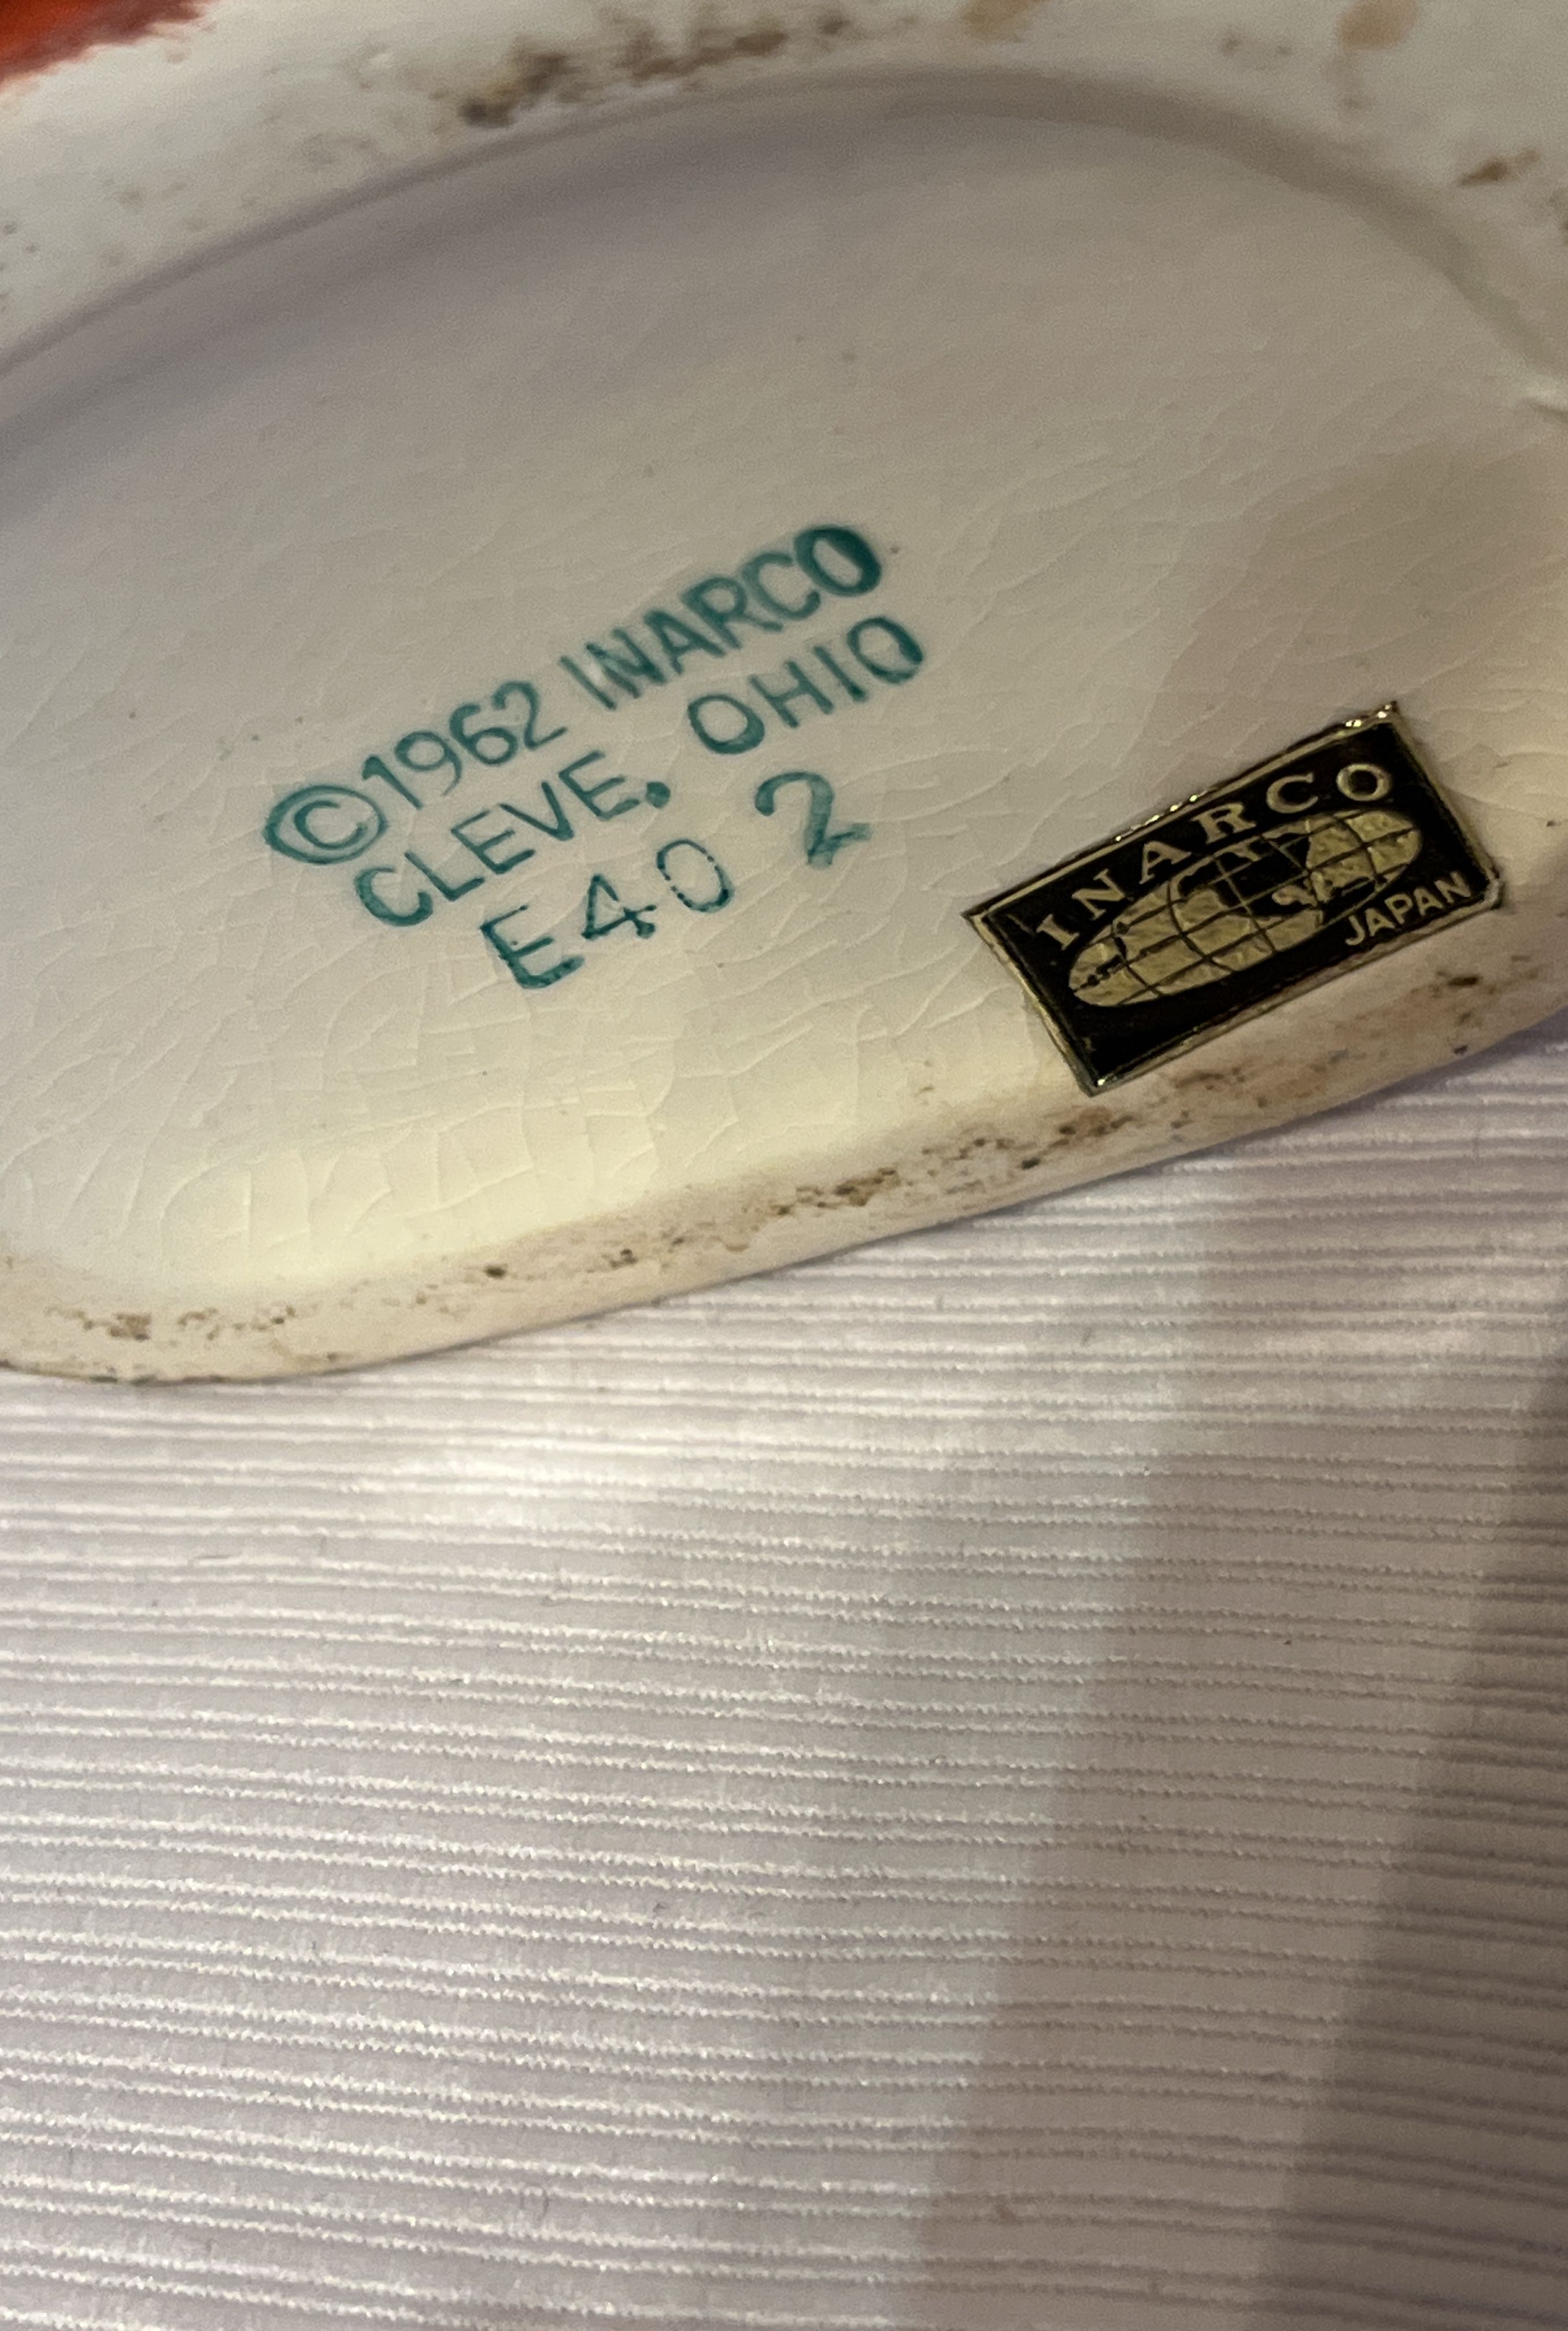 ©1962 INARCO
CLEVE. OHIO
E40 2
INARCO
JAPAN